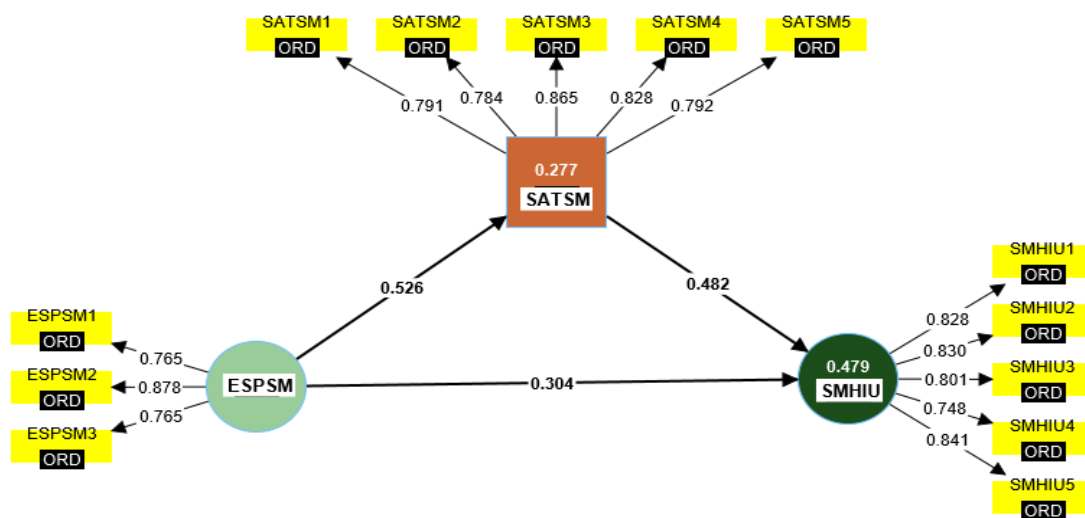 SATSM1 SATSM2 SATSM3 SATSM4 SATSM5
ORD ORD ORD ORD ORD
0.791 0.784 0.865 0.828 0.792
0.277
SATSM
0.526
0.482
ESPSM1
ORD
0.765
ESPSM2
ORD
0.878
ESPSM3
ORD
0.765
ESPSM
0.304
0.479
SMHIU
SMHIU1
ORD
0.828
SMHIU2
ORD
0.830
SMHIU3
ORD
0.801
SMHIU4
ORD
0.748
SMHIU5
ORD
0.841